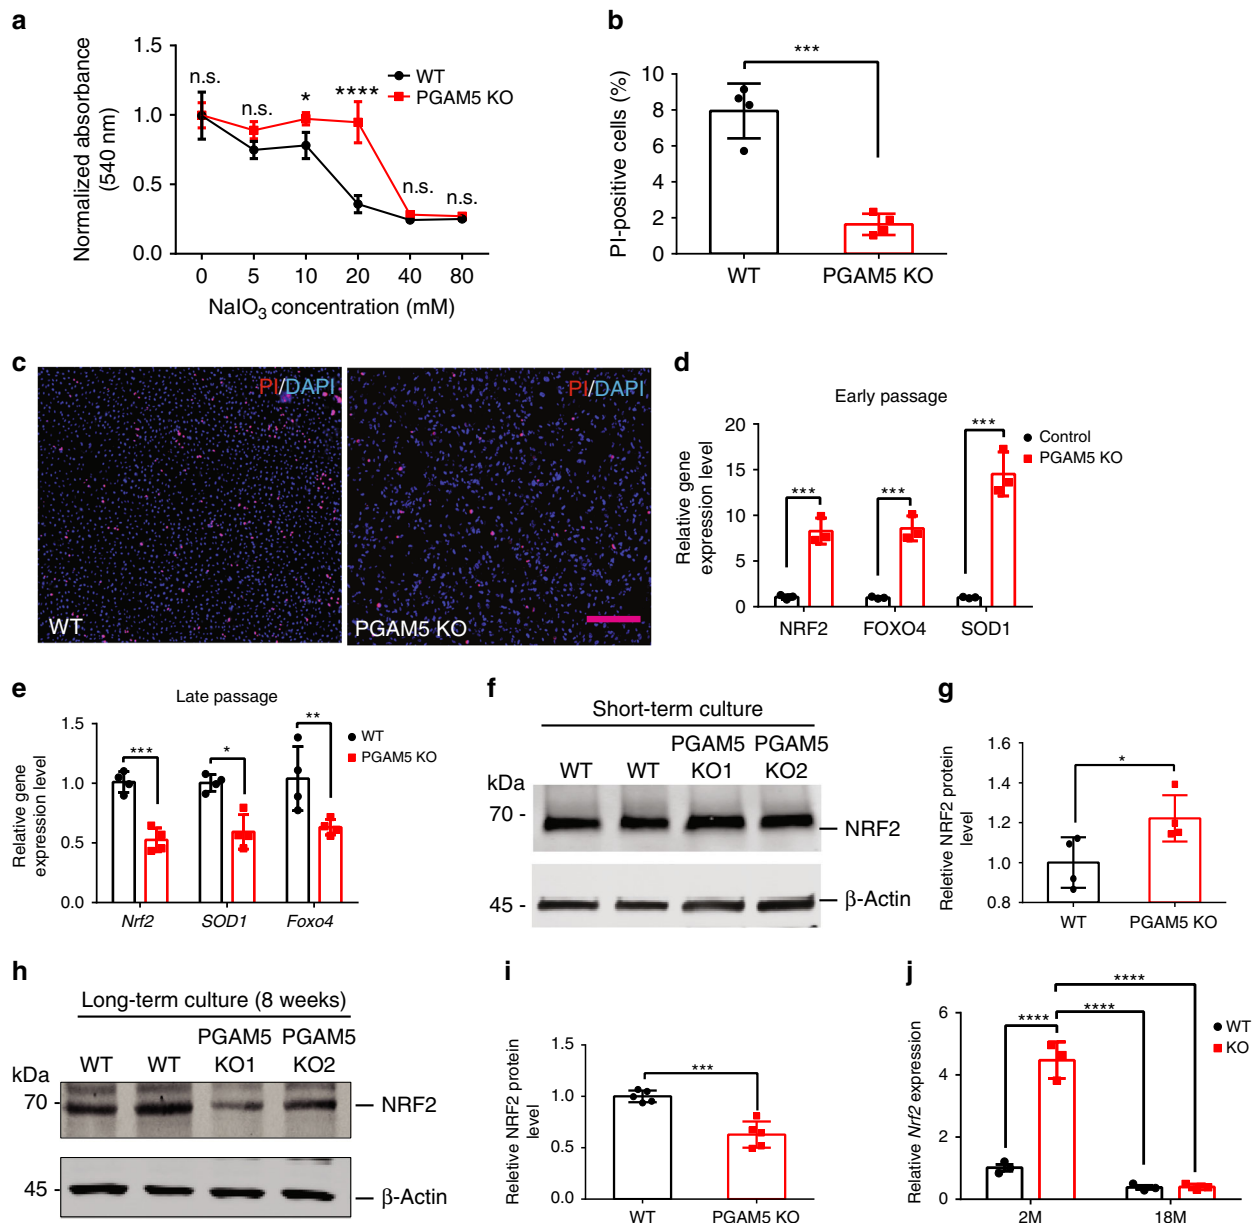 a
1.5
1.0
0.5
0.0
Normalized absorbance
(540 nm)
n.s.
n.s.
*
****
n.s.
n.s.
WT
PGAM5 KO
0 5 10 20 40 80
NaIO3 concentration (mM)
b
***
10
8
6
4
2
0
PI-positive cells (%)
WT PGAM5 KO
c
PI/DAPI
WT
PI/DAPI
PGAM5 KO
d
Early passage
20
15
10
5
1
0
Relative gene
expression level
***
***
***
Control
PGAM5 KO
NRF2 FOXO4 SOD1
e
Late passage
1.5
1.0
0.5
0.0
Relative gene
expression level
***
*
**
WT
PGAM5 KO
Nrf2 SOD1 Foxo4
f
Short-term culture
WT WT PGAM5 KO1 PGAM5 KO2
kDa
70 -
NRF2
45 -
β-Actin
g
1.6
1.4
1.2
1.0
0.8
Reletive NRF2 protein
level
*
WT PGAM5 KO
h
Long-term culture (8 weeks)
WT WT PGAM5 KO1 PGAM5 KO2
kDa
70 -
NRF2
45 -
β-Actin
i
1.5
1.0
0.5
0.0
Reletive NRF2 protein
level
***
WT PGAM5 KO
j
6
4
2
0
Relative Nrf2 expression
****
****
****
WT
KO
2M 18M